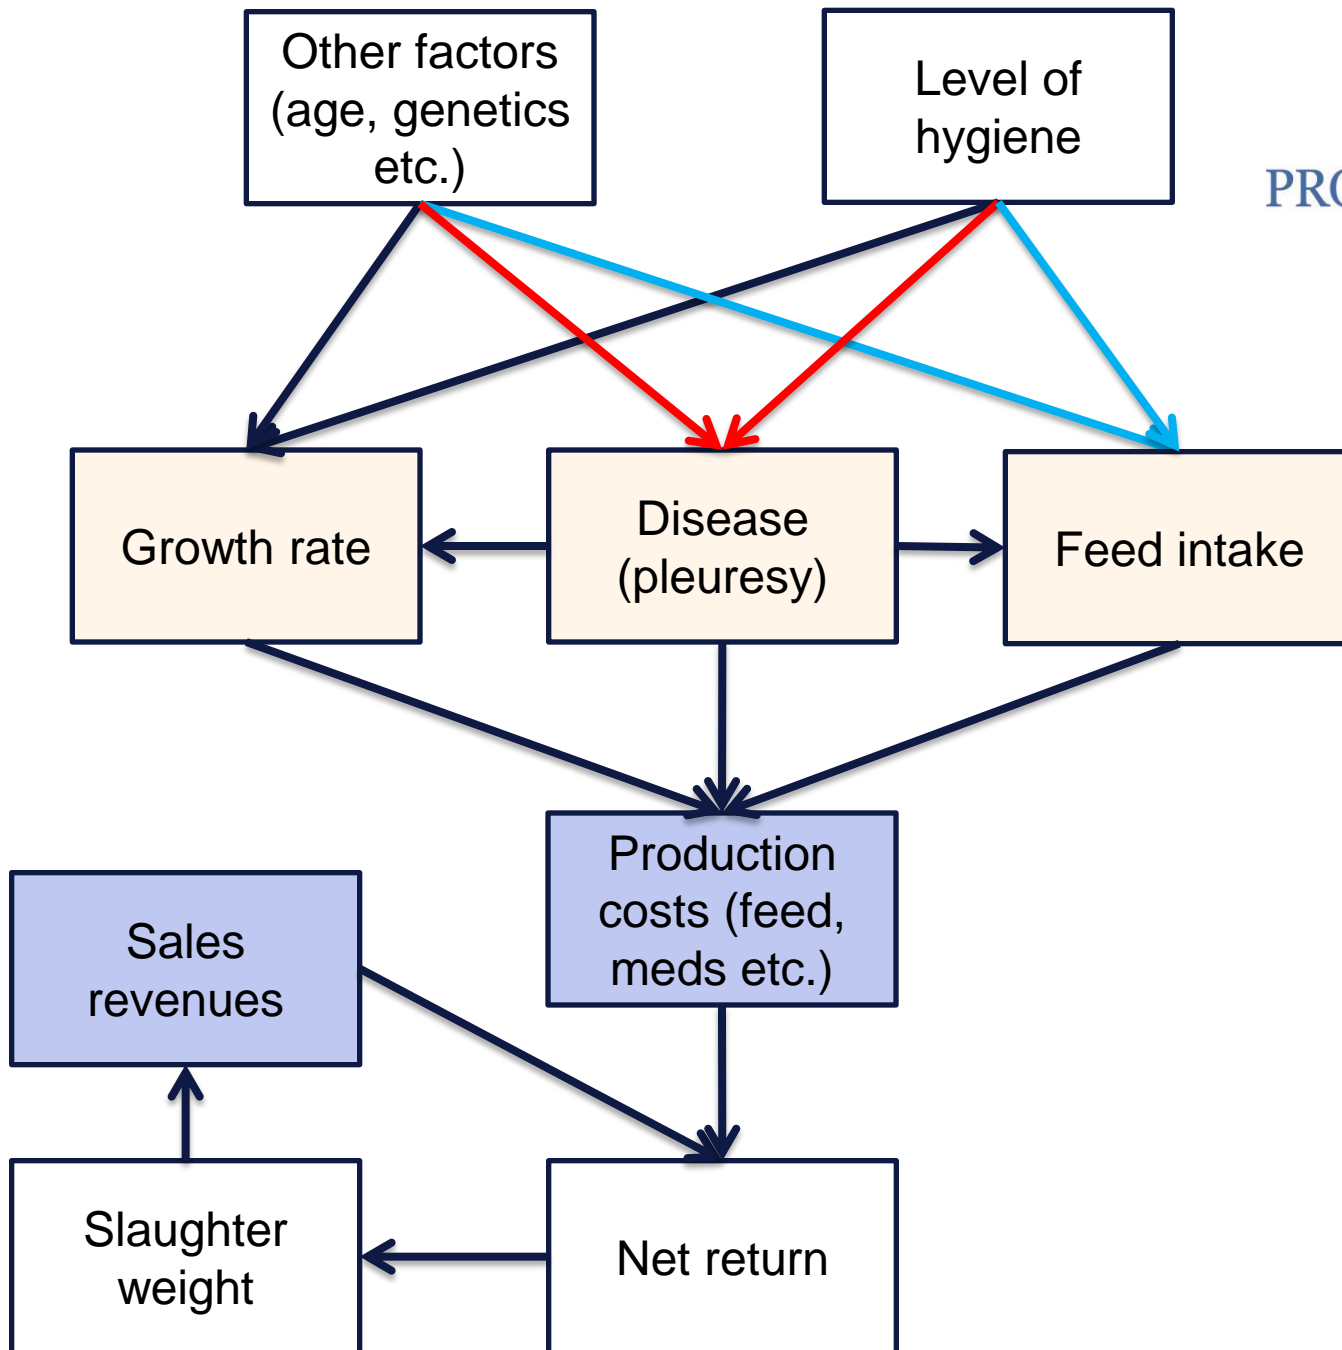 Other factors
(age, genetics
etc.)
Level of
hygiene
PRO
Growth rate
Disease
(pleuresy)
Feed intake
Production
costs (feed,
meds etc.)
Sales
revenues
Slaughter
weight
Net return